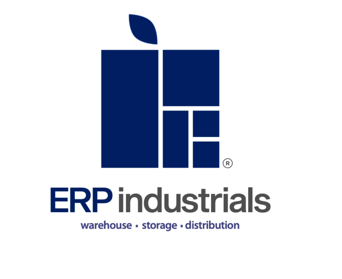 ®
ERP industrials
warehouse • storage • distribution